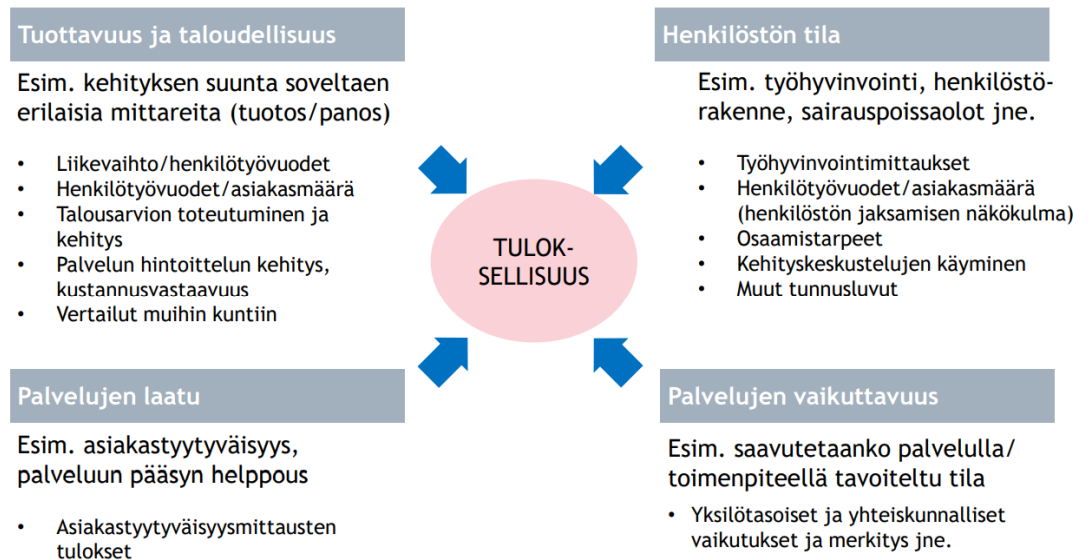 Tuottavuus ja taloudellisuus
Esim. kehityksen suunta soveltaen
erilaisia mittareita (tuotos/panos)
• Liikevaihto/henkilötyövuodet
• Henkilötyövuodet/asiakasmäärä
• Talousarvion toteutuminen ja
kehitys
• Palvelun hintoittelun kehitys,
kustannusvastaavuus
• Vertailut muihin kuntiin
Henkilöstön tila
Esim. työhyvinvointi, henkilöstö-
rakenne, sairauspoissaolot jne.
• Työhyvinvointimittaukset
• Henkilötyövuodet/asiakasmäärä
(henkilöstön jaksamisen näkökulma)
• Osaamistarpeet
• Kehityskeskustelujen käyminen
• Muut tunnusluvut
TULOK-
SELLISUUS
Palvelujen laatu
Esim. asiakastyytyväisyys,
palveluun pääsyn helppous
• Asiakastyytyväisyysmittausten
tulokset
Palvelujen vaikuttavuus
Esim. saavutetaanko palvelulla/
toimenpiteellä tavoiteltu tila
• Yksilötasoiset ja yhteiskunnalliset
vaikutukset ja merkitys jne.